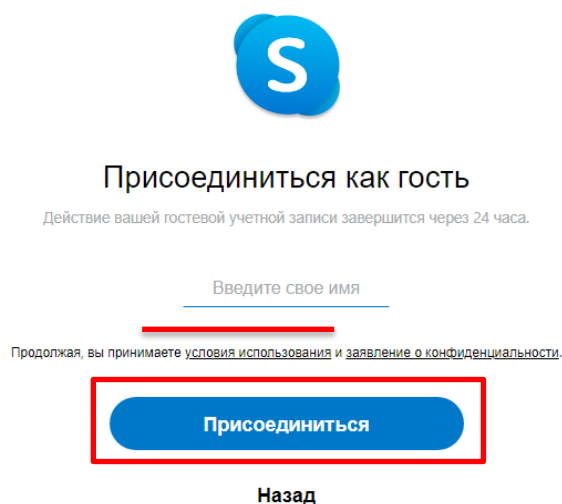 S
Присоединиться как гость
Действие вашей гостевой учетной записи завершится через 24 часа.
Введите свое имя
Продолжая, вы принимаете условия использования и заявление о конфиденциальности.
Присоединиться
Назад